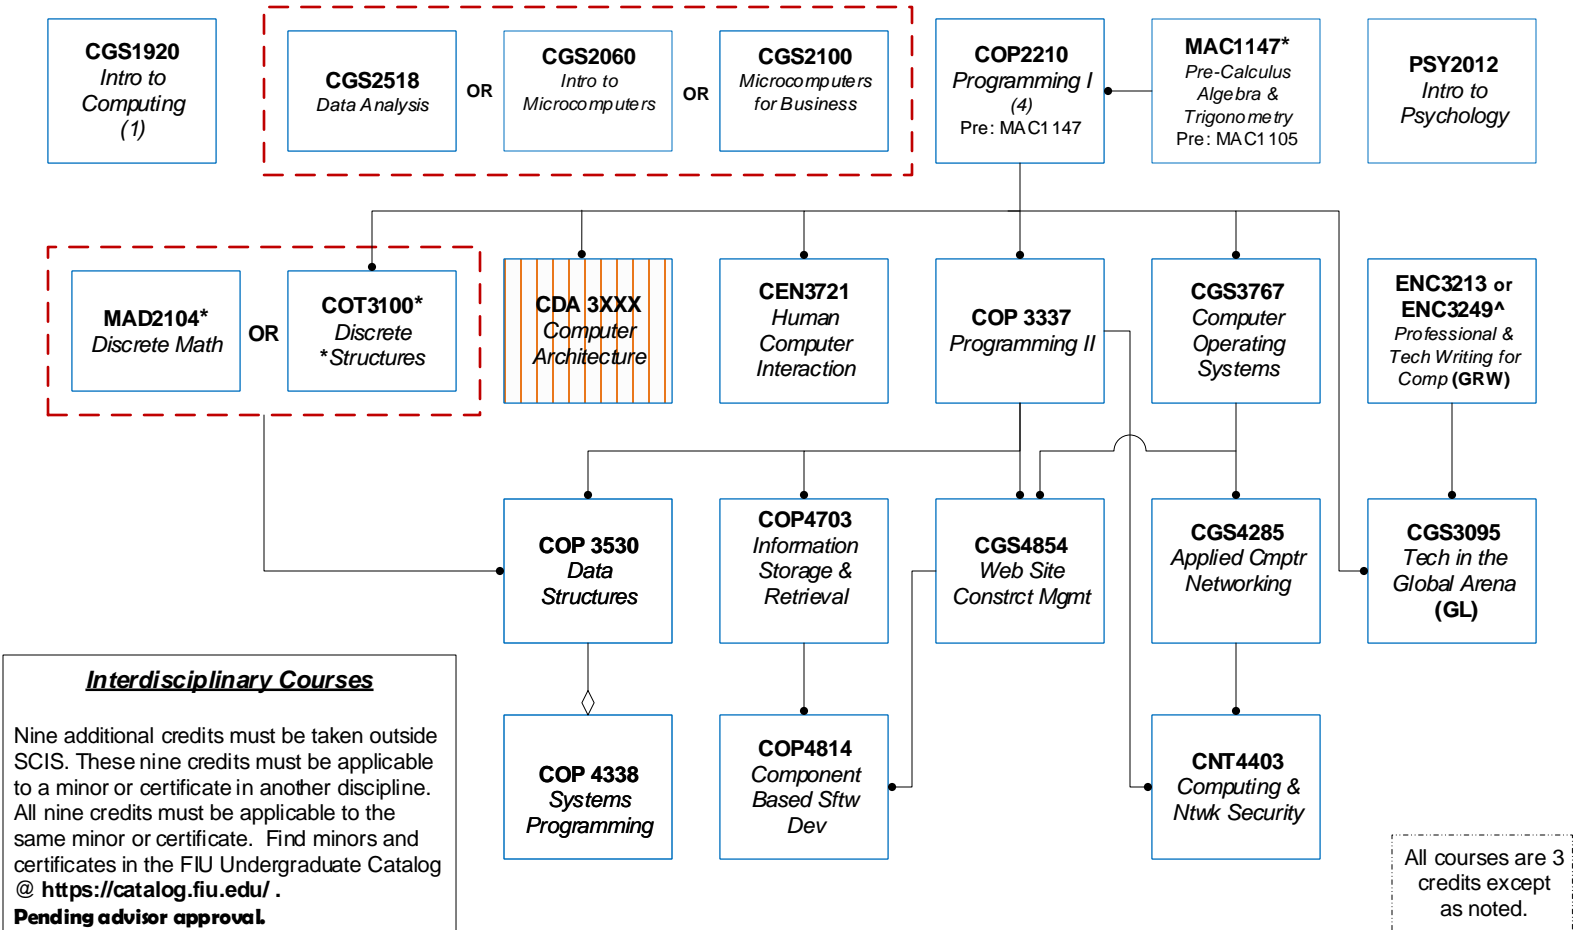 CGS1920
Intro to
Computing
(1)
CGS2518
Data Analysis
OR
CGS2060
Intro to
Microcomputers
OR
CGS2100
Microcomputers
for Business
COP2210
Programming I
(4)
Pre: MAC1147
MAC1147*
Pre-Calculus
Algebra &
Trigonometry
Pre: MAC1105
PSY2012
Intro to
Psychology
MAD2104*
Discrete Math
OR
COT3100*
Discrete
*Structures
CDA 3XXX
Computer
Architecture
CEN3721
Human
Computer
Interaction
COP 3337
Programming II
CGS3767
Computer
Operating
Systems
ENC3213 or
ENC3249^
Professional &
Tech Writing for
Comp (GRW)
COP 3530
Data
Structures
COP4703
Information
Storage &
Retrieval
CGS4854
Web Site
Constrct Mgmt
CGS4285
Applied Cmptr
Networking
CGS3095
Tech in the
Global Arena
(GL)
COP 4338
Systems
Programming
COP4814
Component
Based Sftw
Dev
CNT4403
Computing &
Ntwk Security
Interdisciplinary Courses
Nine additional credits must be taken outside
SCIS. These nine credits must be applicable
to a minor or certificate in another discipline.
All nine credits must be applicable to the
same minor or certificate. Find minors and
certificates in the FIU Undergraduate Catalog
@ https://catalog.fiu.edu/ .
Pending advisor approval.
All courses are 3
credits except
as noted.